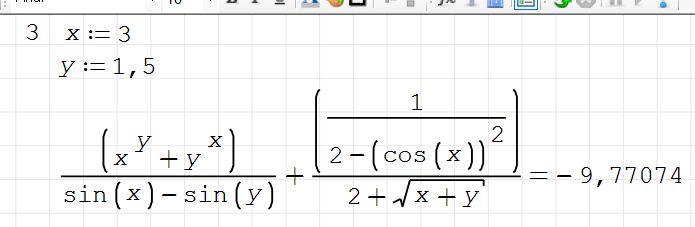 3 x := 3
y := 1,5
(x^y + y^x) / (sin(x) - sin(y)) + (1 / (2 - (cos(x))^2)) / (2 + √(x + y)) = - 9,77074